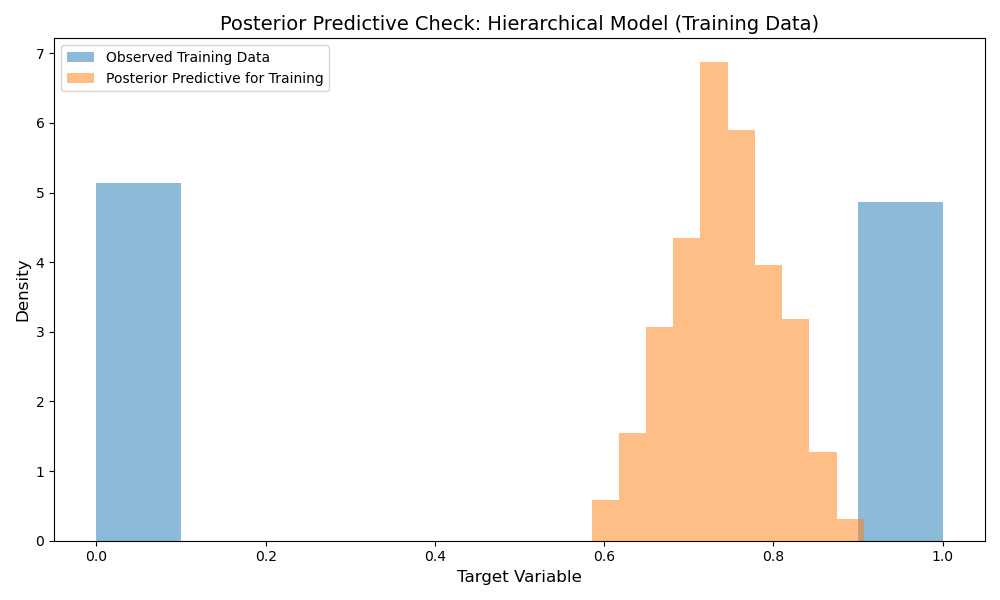 Posterior Predictive Check: Hierarchical Model (Training Data)
Observed Training Data
Posterior Predictive for Training
Density
7
6
5
4
3
2
1
0
0.0 0.2 0.4 0.6 0.8 1.0
Target Variable